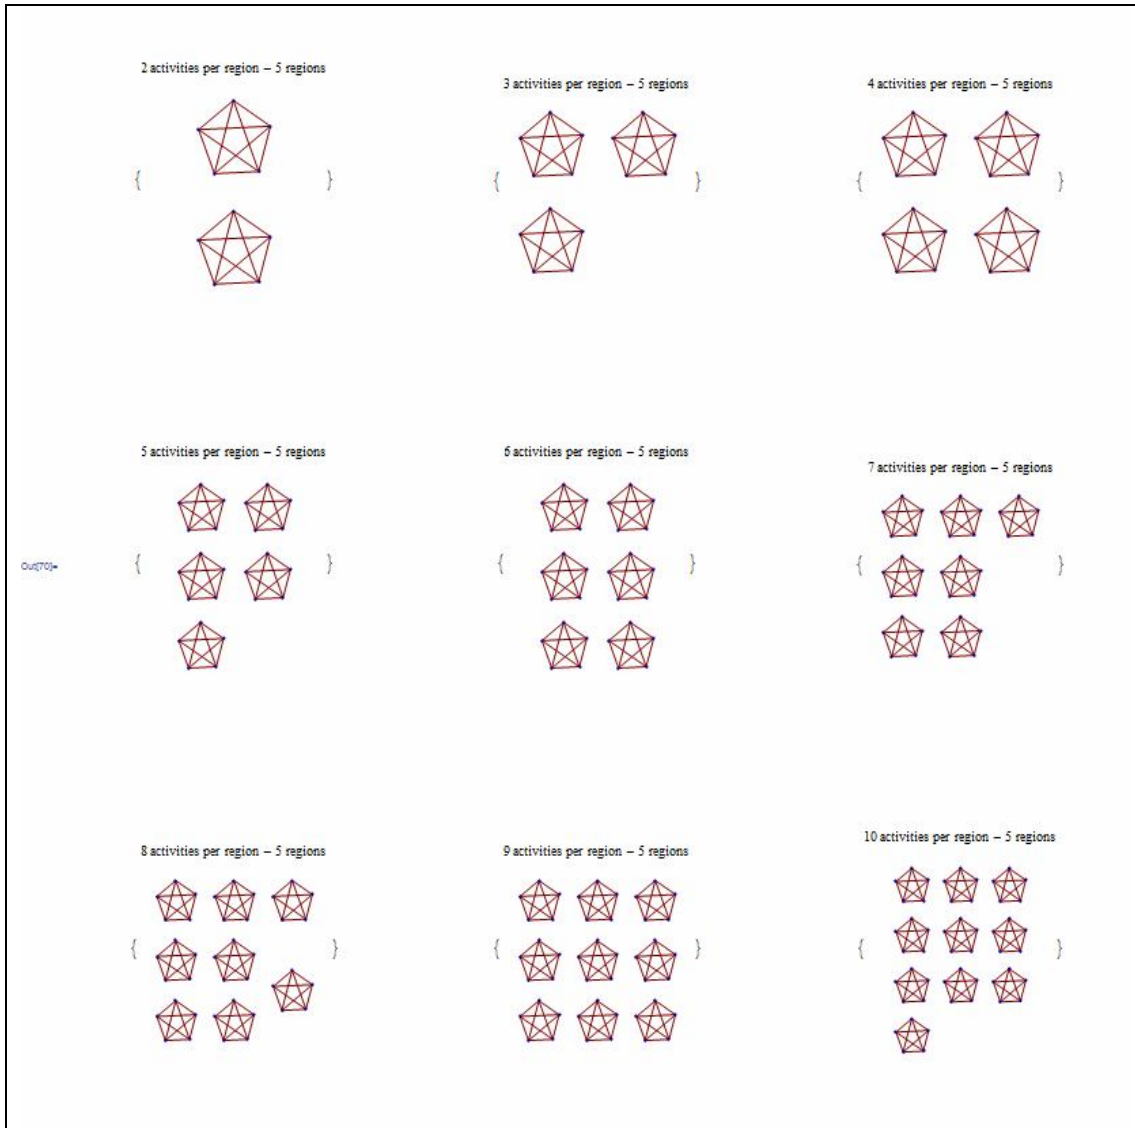 2 activities per region – 5 regions
3 activities per region – 5 regions
4 activities per region – 5 regions
{ }
{ }
{ }
5 activities per region – 5 regions
6 activities per region – 5 regions
7 activities per region – 5 regions
Out[70]=
{ }
{ }
{ }
8 activities per region – 5 regions
9 activities per region – 5 regions
10 activities per region – 5 regions
{ }
{ }
{ }